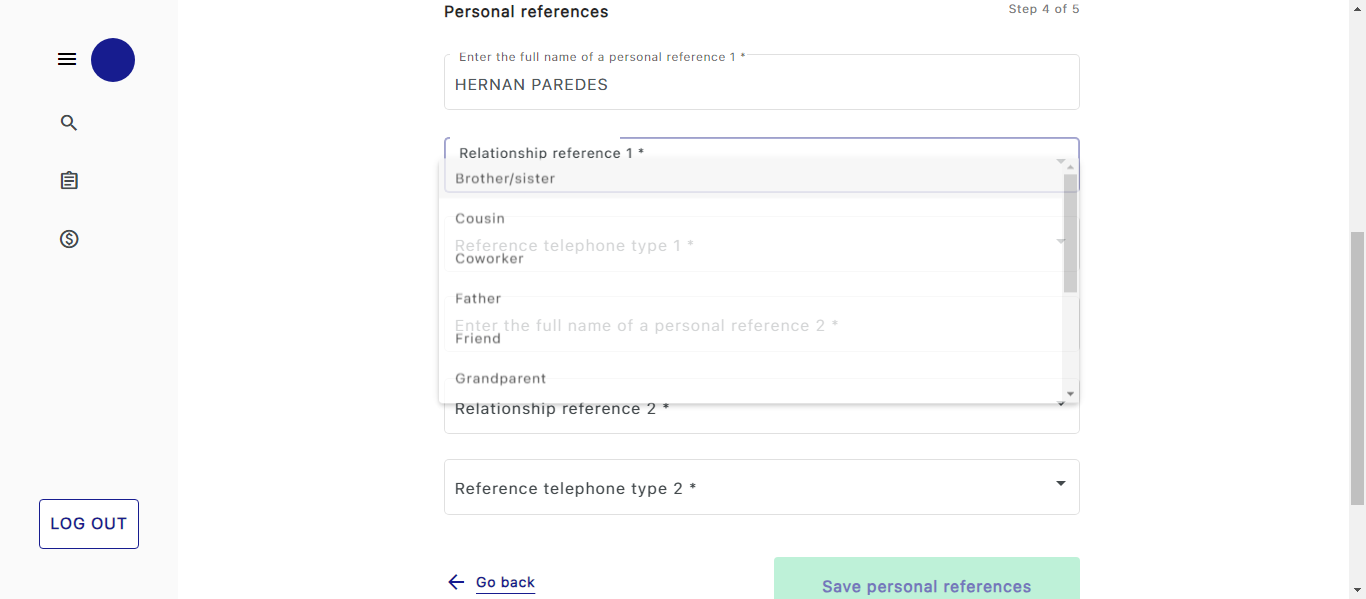 Personal references
Step 4 of 5
Enter the full name of a personal reference 1 *
HERNAN PAREDES
Relationship reference 1 *
Brother/sister
Cousin
Reference telephone type 1 *
Coworker
Father
Enter the full name of a personal reference 2 *
Friend
Grandparent
Relationship reference 2 *
Reference telephone type 2 *
LOG OUT
Go back
Save personal references